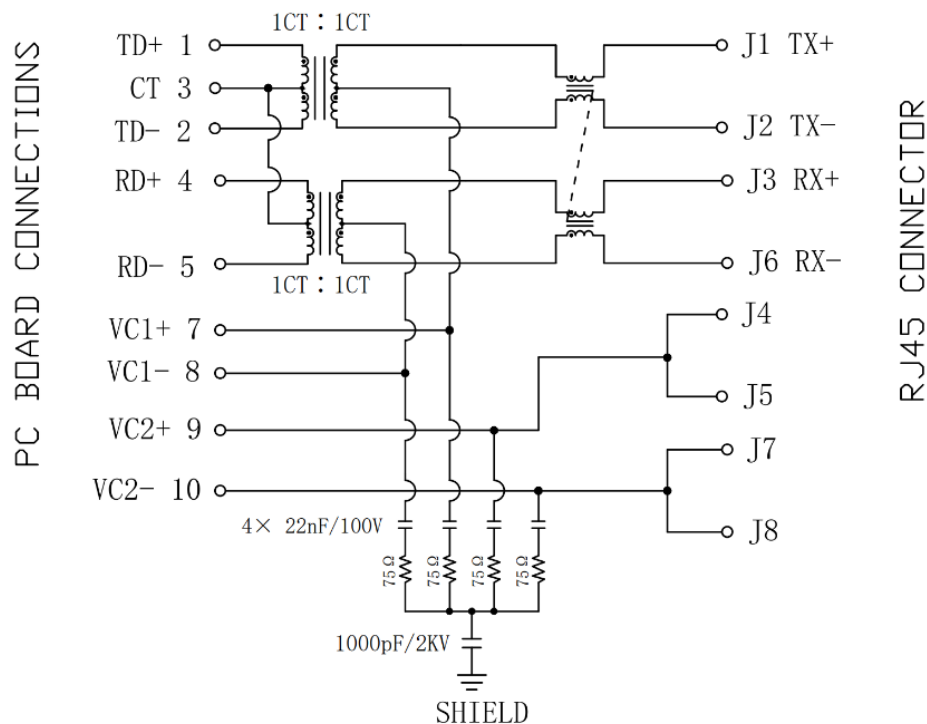 PC BOARD CONNECTIONS
1CT : 1CT
TD+ 1
CT 3
TD- 2
RD+ 4
RD- 5
1CT : 1CT
VC1+ 7
VC1- 8
VC2+ 9
VC2- 10
4× 22nF/100V
75Ω
75Ω
75Ω
75Ω
1000pF/2KV
SHIELD
J1 TX+
J2 TX-
J3 RX+
J6 RX-
J4
J5
J7
J8
RJ45 CONNECTOR